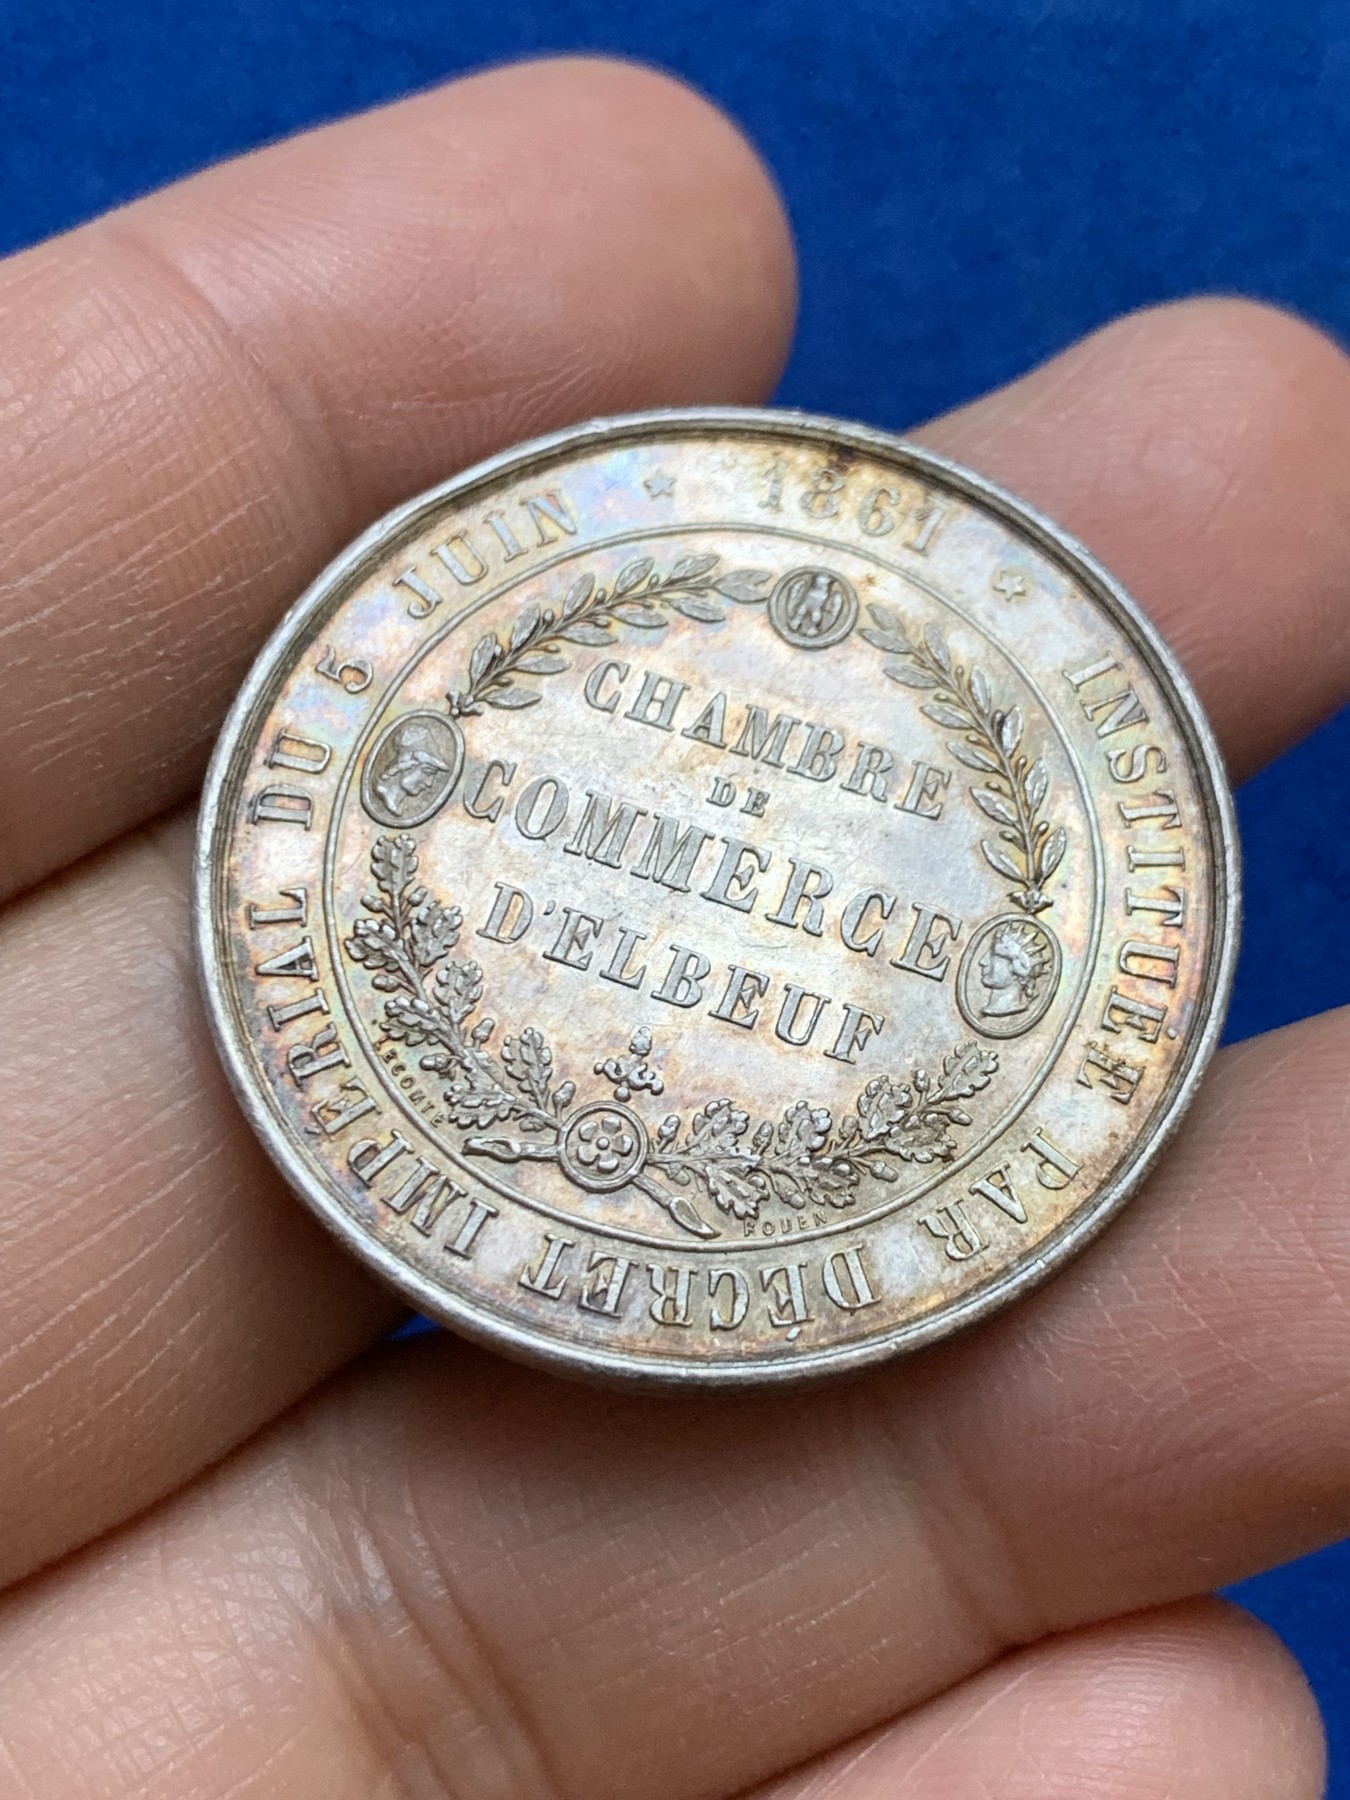 INSTITUÉE PAR DÉCRET IMPÉRIAL DU 5 JUIN ★ 1861 ★
CHAMBRE
DE
COMMERCE
D'ELBEUF
LECOMTE
ROUEN